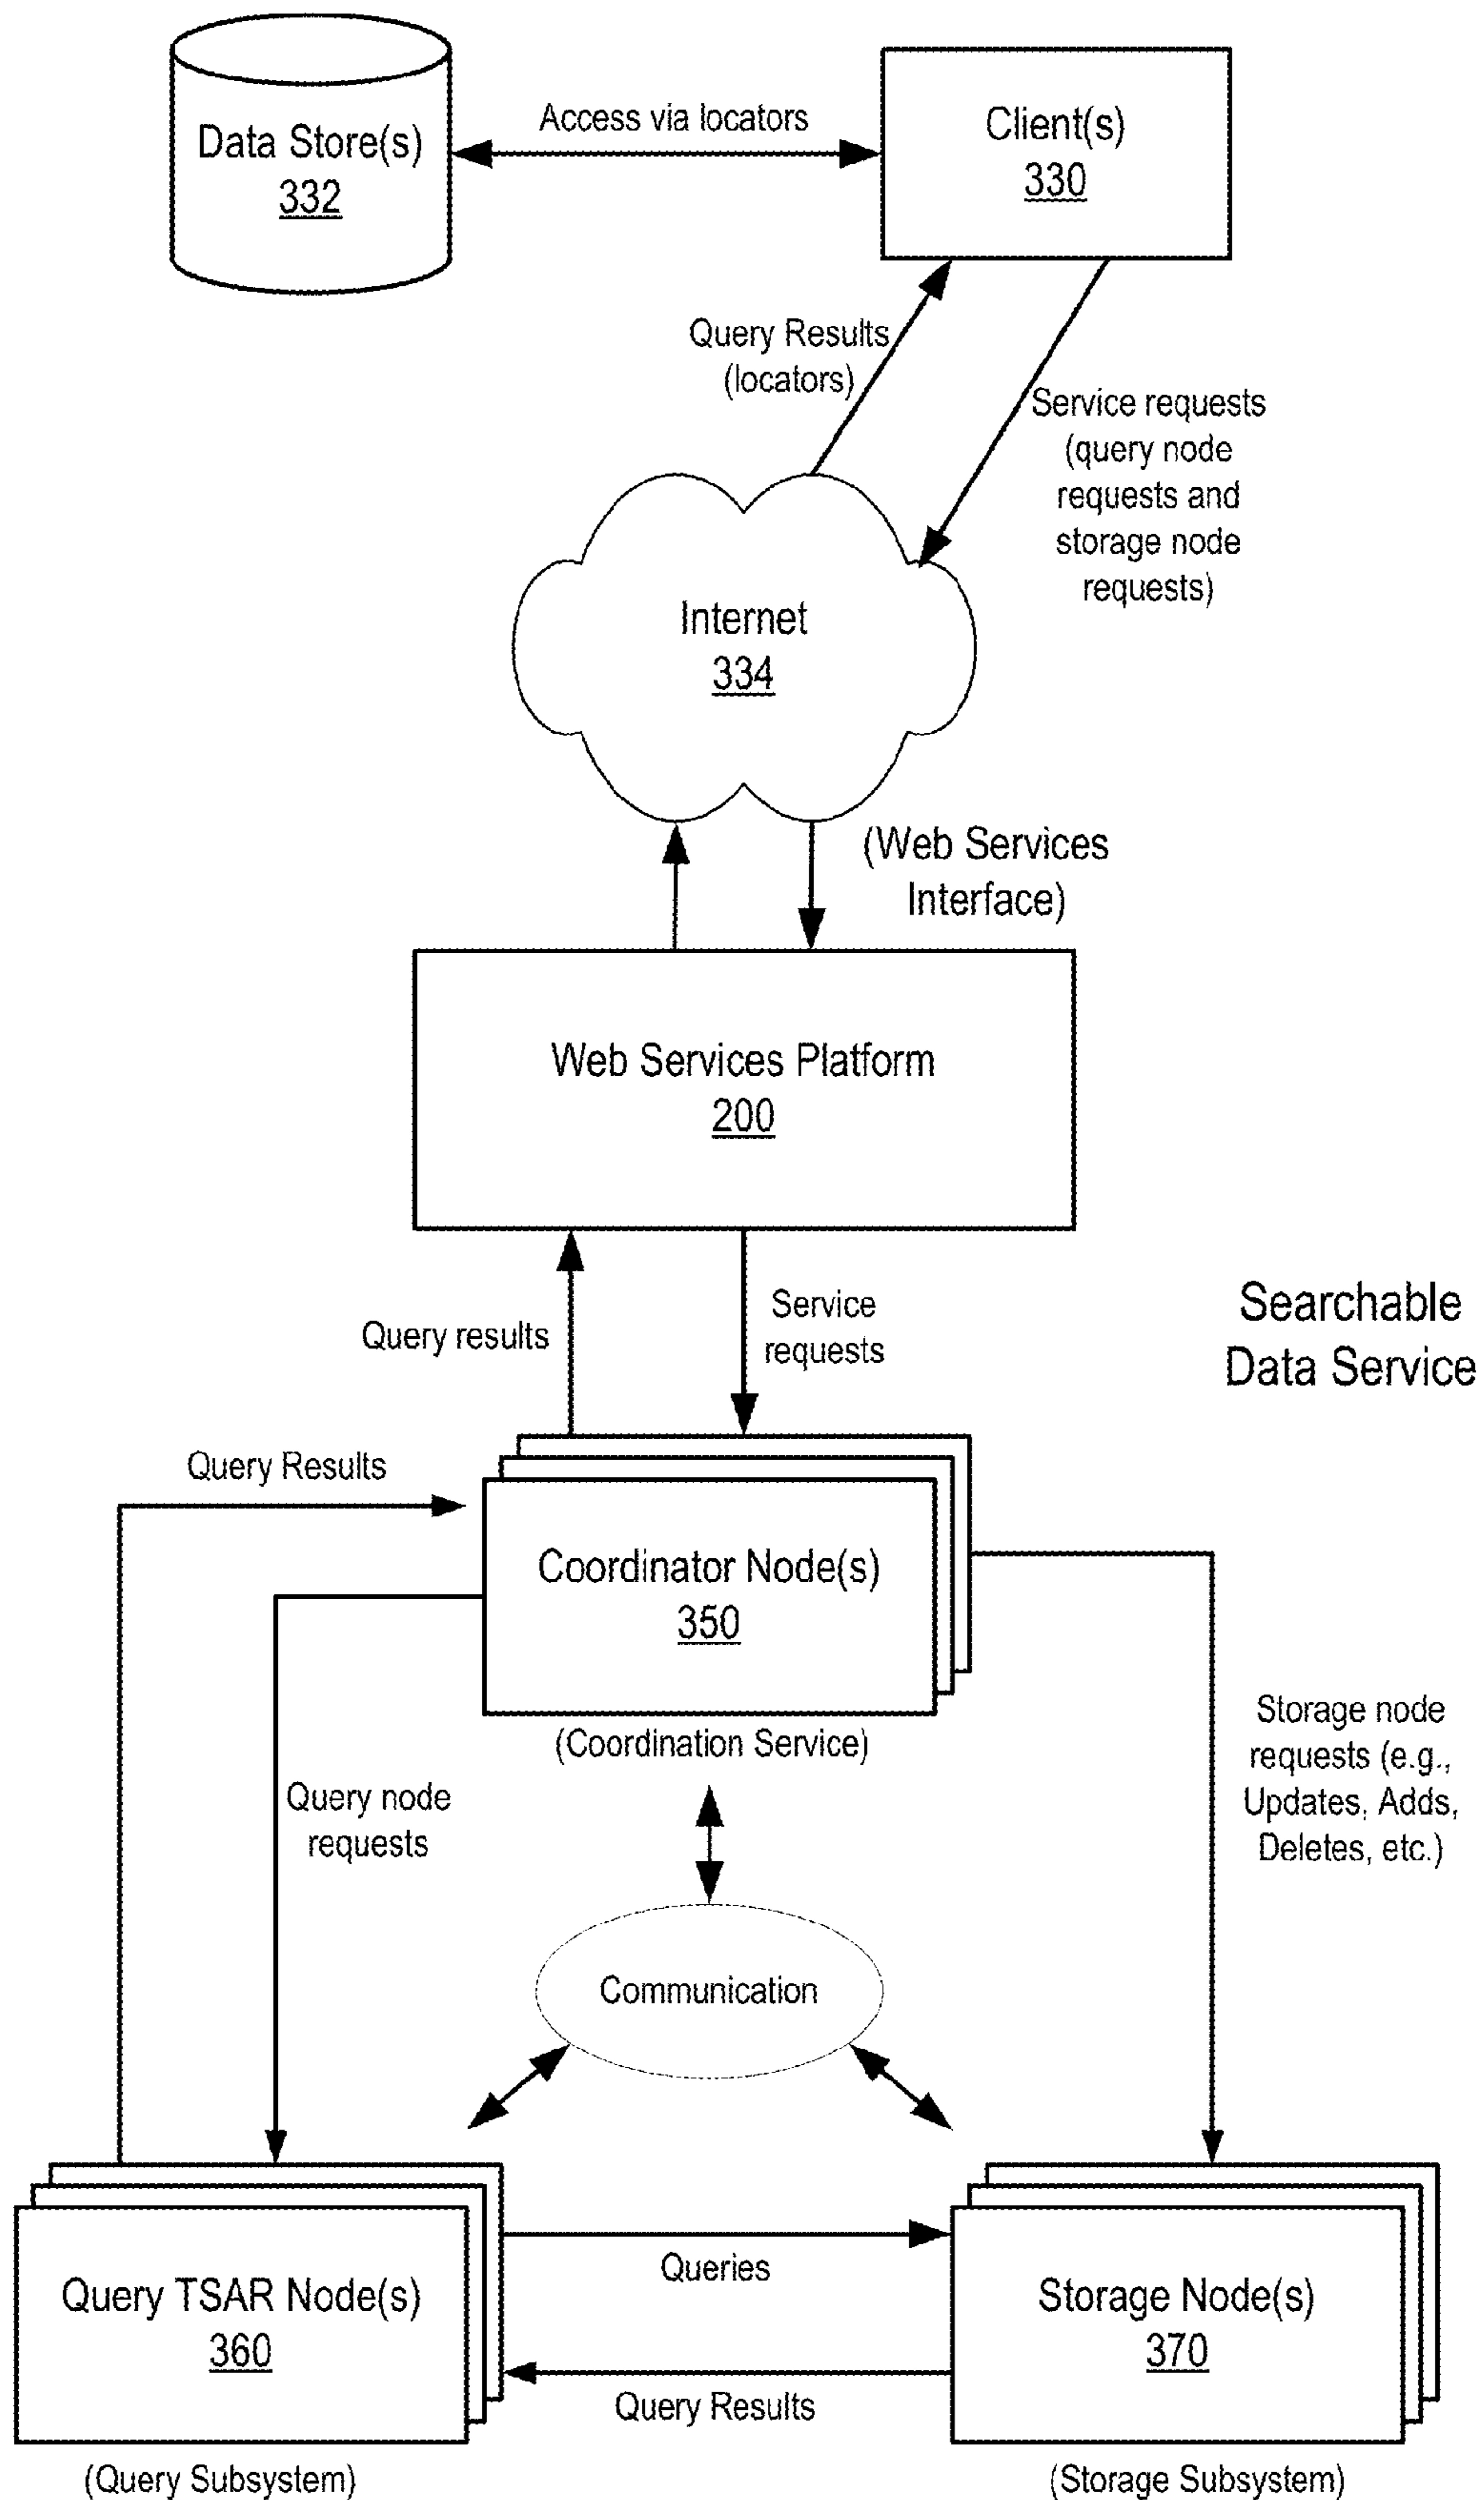 Data Store(s)
332
Access via locators
Client(s)
330
Query Results
(locators)
Service requests
(query node
requests and
storage node
requests)
Internet
334
(Web Services
Interface)
Web Services Platform
200
Query results
Service
requests
Searchable
Data Service
Query Results
Coordinator Node(s)
350
(Coordination Service)
Query node
requests
Storage node
requests (e.g.,
Updates, Adds,
Deletes, etc.)
Communication
Query TSAR Node(s)
360
(Query Subsystem)
Queries
Query Results
Storage Node(s)
370
(Storage Subsystem)